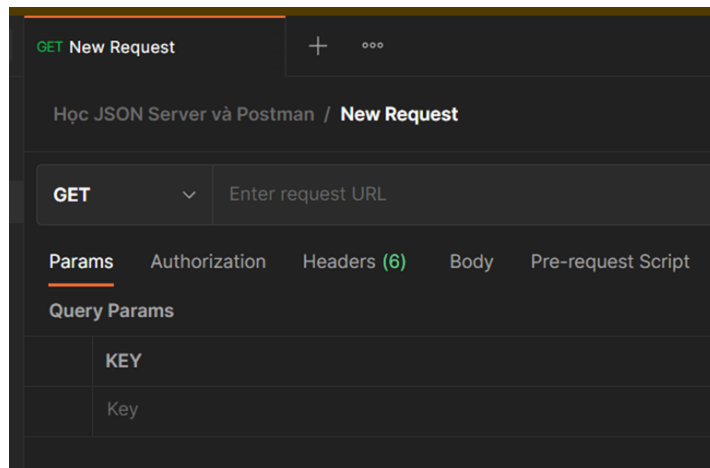 GET New Request
Học JSON Server và Postman / New Request
GET Enter request URL
Params Authorization Headers (6) Body Pre-request Script
Query Params
KEY
Key